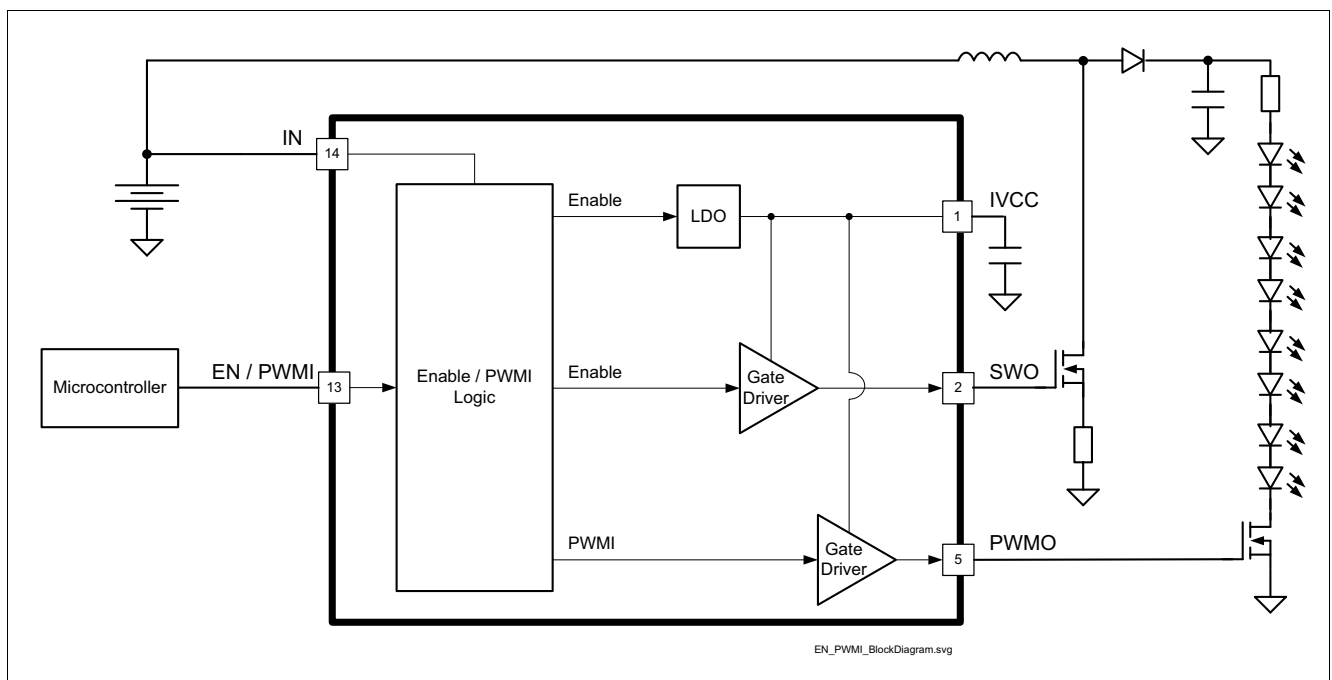 IN
14
Enable
LDO
IVCC
1
Microcontroller
EN / PWMI
13
Enable / PWMI
Logic
Enable
Gate
Driver
2
SWO
PWMI
Gate
Driver
5
PWMO
EN_PWMI_BlockDiagram.svg